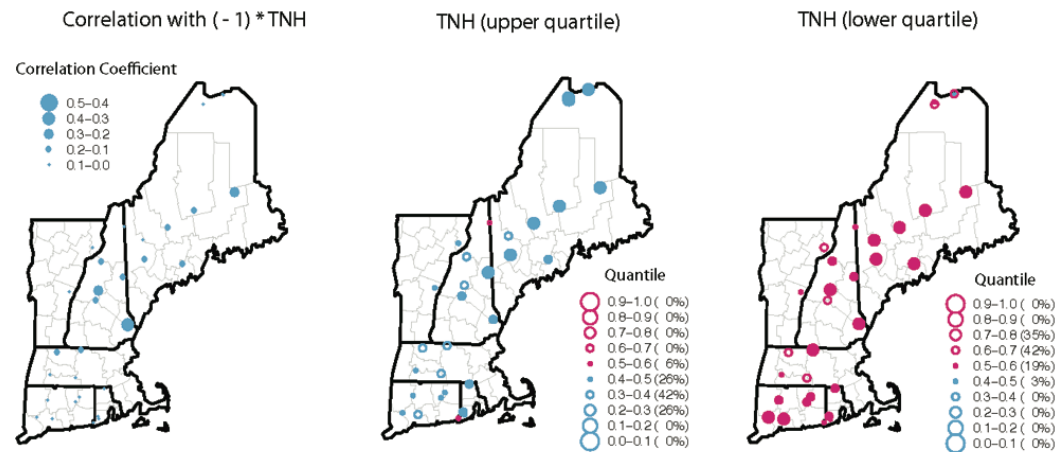 Correlation with ( - 1) * TNH
Correlation Coefficient
0.5–0.4
0.4–0.3
0.3–0.2
0.2–0.1
0.1–0.0
TNH (upper quartile)
Quantile
0.9–1.0 ( 0%)
0.8–0.9 ( 0%)
0.7–0.8 ( 0%)
0.6–0.7 ( 0%)
0.5–0.6 ( 6%)
0.4–0.5 (26%)
0.3–0.4 (42%)
0.2–0.3 (26%)
0.1–0.2 ( 0%)
0.0–0.1 ( 0%)
TNH (lower quartile)
Quantile
0.9–1.0 ( 0%)
0.8–0.9 ( 0%)
0.7–0.8 (35%)
0.6–0.7 (42%)
0.5–0.6 (19%)
0.4–0.5 ( 3%)
0.3–0.4 ( 0%)
0.2–0.3 ( 0%)
0.1–0.2 ( 0%)
0.0–0.1 ( 0%)